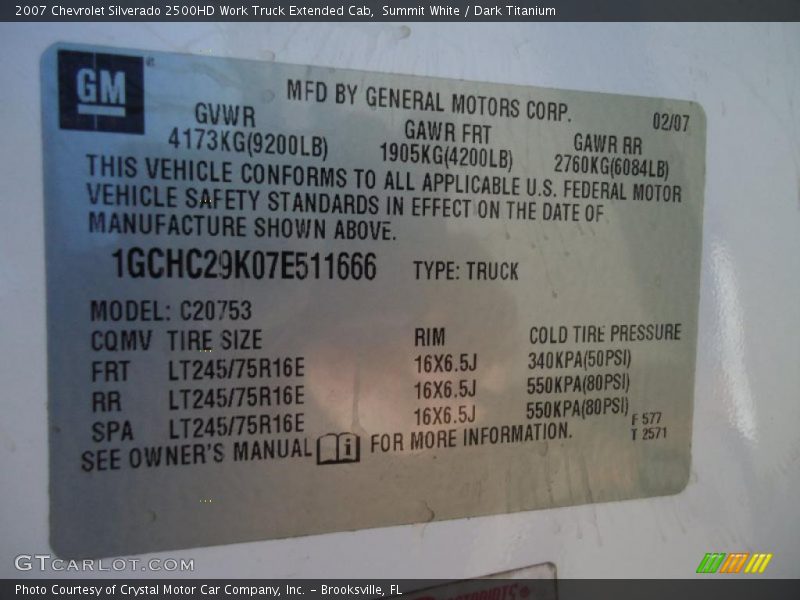 2007 Chevrolet Silverado 2500HD Work Truck Extended Cab, Summit White / Dark Titanium
GM
MFD BY GENERAL MOTORS CORP.
02/07
GVWR GAWR FRT GAWR RR
4173KG(9200LB) 1905KG(4200LB) 2760KG(6084LB)
THIS VEHICLE CONFORMS TO ALL APPLICABLE U.S. FEDERAL MOTOR
VEHICLE SAFETY STANDARDS IN EFFECT ON THE DATE OF
MANUFACTURE SHOWN ABOVE.
1GCHC29K07E511666 TYPE: TRUCK
MODEL: C20753
CQMV TIRE SIZE RIM COLD TIRE PRESSURE
FRT LT245/75R16E 16X6.5J 340KPA(50PSI)
RR LT245/75R16E 16X6.5J 550KPA(80PSI)
SPA LT245/75R16E 16X6.5J 550KPA(80PSI)
F 577
T 2571
SEE OWNER'S MANUAL i FOR MORE INFORMATION.
GTCARLOT.COM
Photo Courtesy of Crystal Motor Car Company, Inc. – Brooksville, FL